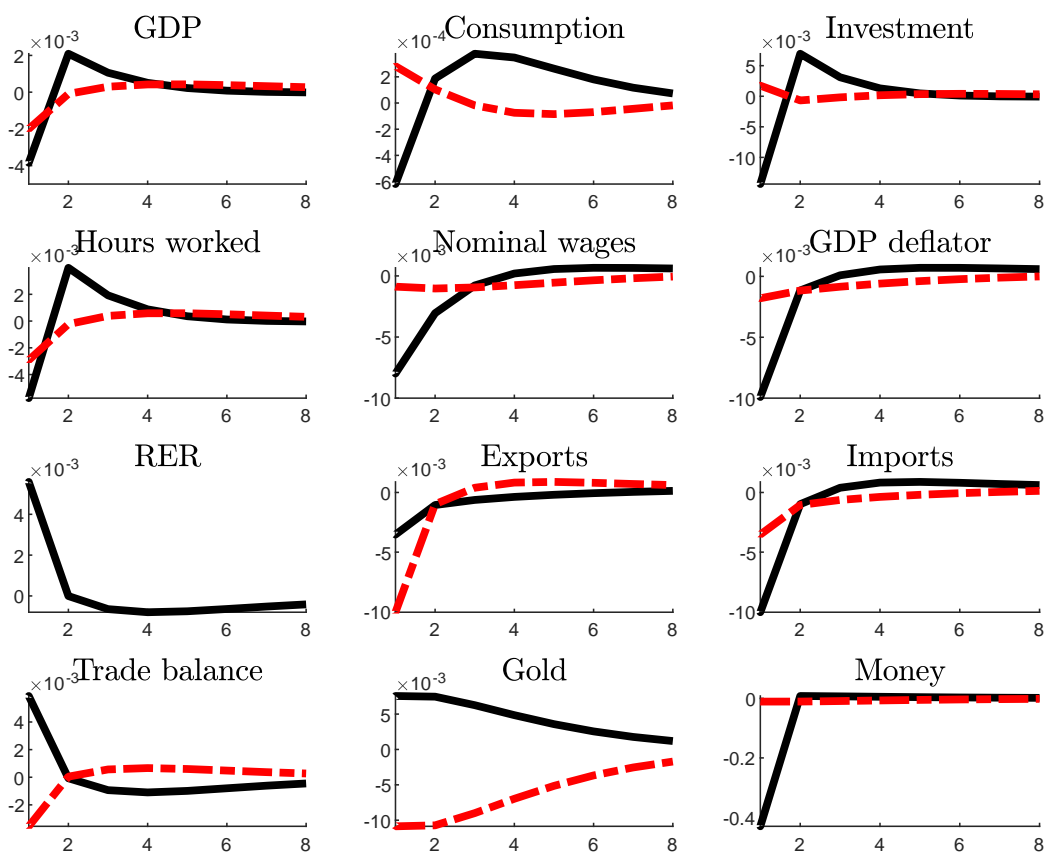 GDP Consumption Investment
×10-3 ×10-4 ×10-3
2 0 -2 -4
2 4 6 8
2 0 -2 -4 -6
2 4 6 8
5 0 -5 -10
2 4 6 8
Hours worked Nominal wages GDP deflator
×10-3 ×10-3 ×10-3
2 0 -2 -4
2 4 6 8
0 -5 -10
2 4 6 8
0 -5 -10
2 4 6 8
RER Exports Imports
×10-3 ×10-3 ×10-3
4 2 0
2 4 6 8
0 -5 -10
2 4 6 8
0 -5 -10
2 4 6 8
Trade balance Gold Money
×10-3 ×10-3
4 2 0 -2
2 4 6 8
5 0 -5 -10
2 4 6 8
0 -0.2 -0.4
2 4 6 8